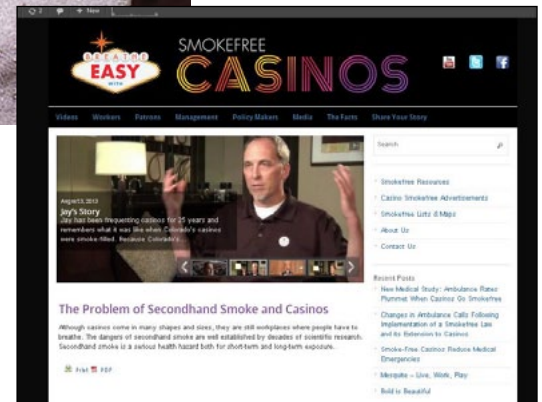 2
+ New
BREATHE
EASY
WITH
SMOKEFREE
CASINOS
Videos Workers Patrons Management Policy Makers Media The Facts Share Your Story
August 13, 2013
Jay's Story
Jay has been frequenting casinos for 25 years and
remembers what it was like when Colorado's casinos
were smoke-filled. Because Colorado's...
The Problem of Secondhand Smoke and Casinos
Although casinos come in many shapes and sizes, they are still workplaces where people have to
breathe. The dangers of secondhand smoke are well established by decades of scientific research.
Secondhand smoke is a serious health hazard both for short-term and long-term exposure.
Print PDF
Search
Smokefree Resources
Casino Smokefree Advertisements
Smokefree Lists & Maps
About Us
Contact Us
Recent Posts
New Medical Study: Ambulance Rates
Plummet When Casinos Go Smokefree
Changes in Ambulance Calls Following
Implementation of a Smokefree Law
and its Extension to Casinos
Smoke-Free Casinos Reduce Medical
Emergencies
Mesquite – Live, Work, Play
Bold is Beautiful